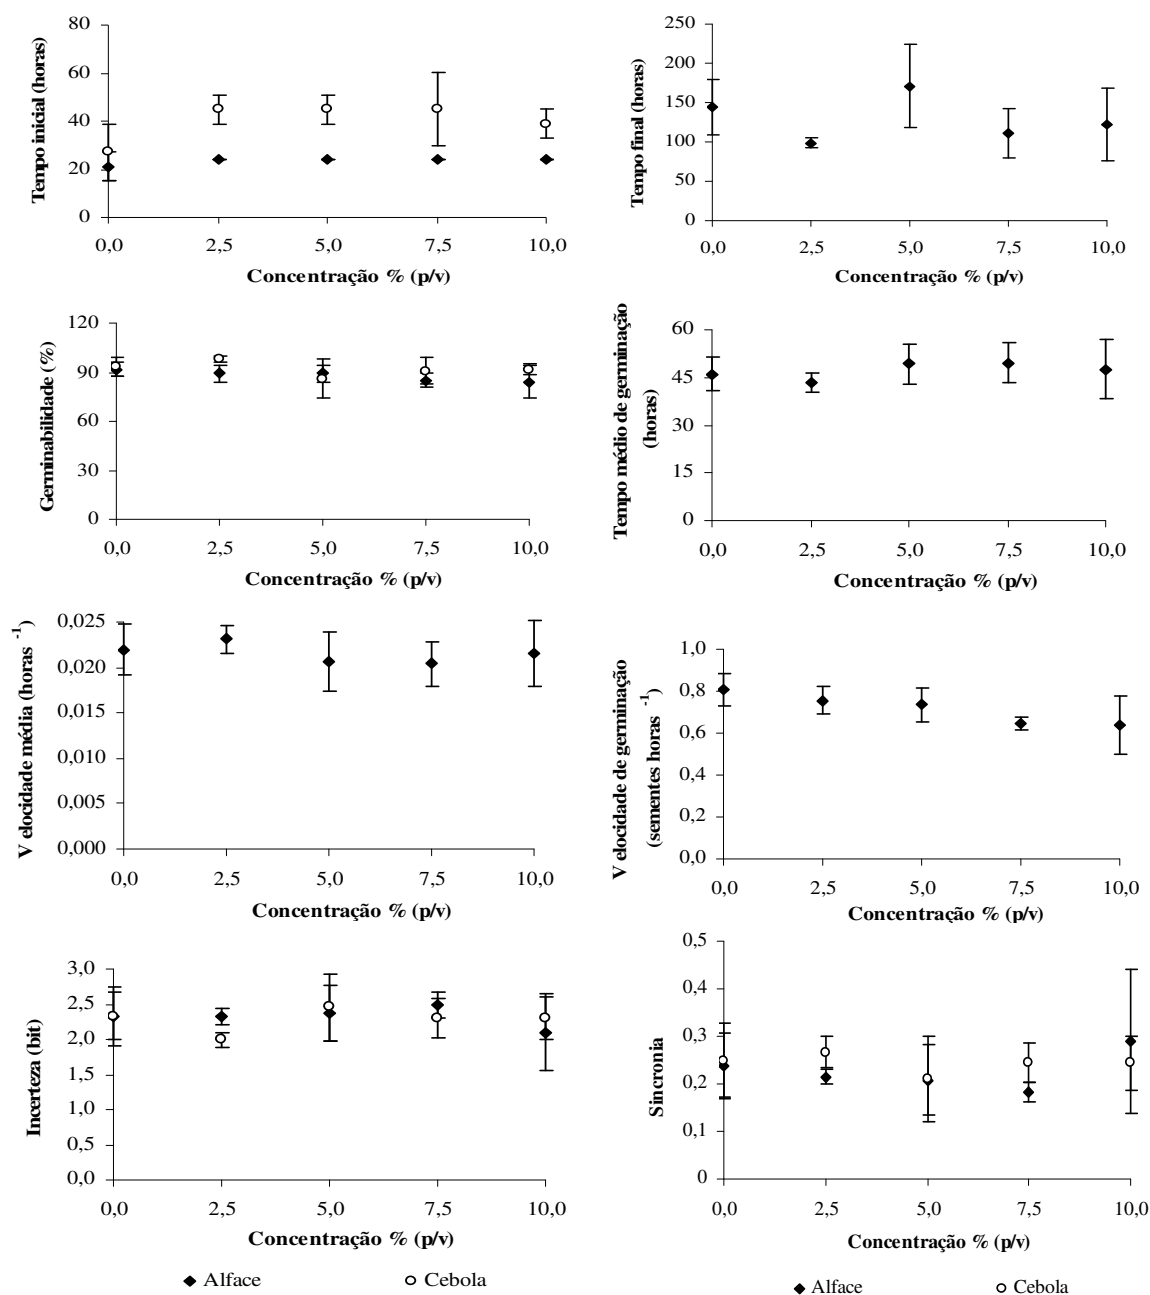 80
60
40
20
0
Tempo inicial (horas)
0,0 2,5 5,0 7,5 10,0
Concentração % (p/v)
250
200
150
100
50
0
Tempo final (horas)
0,0 2,5 5,0 7,5 10,0
Concentração % (p/v)
120
90
60
30
0
Germinabilidade (%)
0,0 2,5 5,0 7,5 10,0
Concentração % (p/v)
60
45
30
15
0
Tempo médio de germinação
(horas)
0,0 2,5 5,0 7,5 10,0
Concentração % (p/v)
0,025
0,020
0,015
0,010
0,005
0,000
V elocidade média (horas ⁻¹)
0,0 2,5 5,0 7,5 10,0
Concentração % (p/v)
1,0
0,8
0,6
0,4
0,2
0,0
V elocidade de germinação
(sementes horas ⁻¹)
0,0 2,5 5,0 7,5 10,0
Concentração % (p/v)
3,0
2,5
2,0
1,5
1,0
0,5
0,0
Incerteza (bit)
0,0 2,5 5,0 7,5 10,0
Concentração % (p/v)
0,5
0,4
0,3
0,2
0,1
0
Sincronia
0,0 2,5 5,0 7,5 10,0
Concentração % (p/v)
Alface Cebola
Alface Cebola